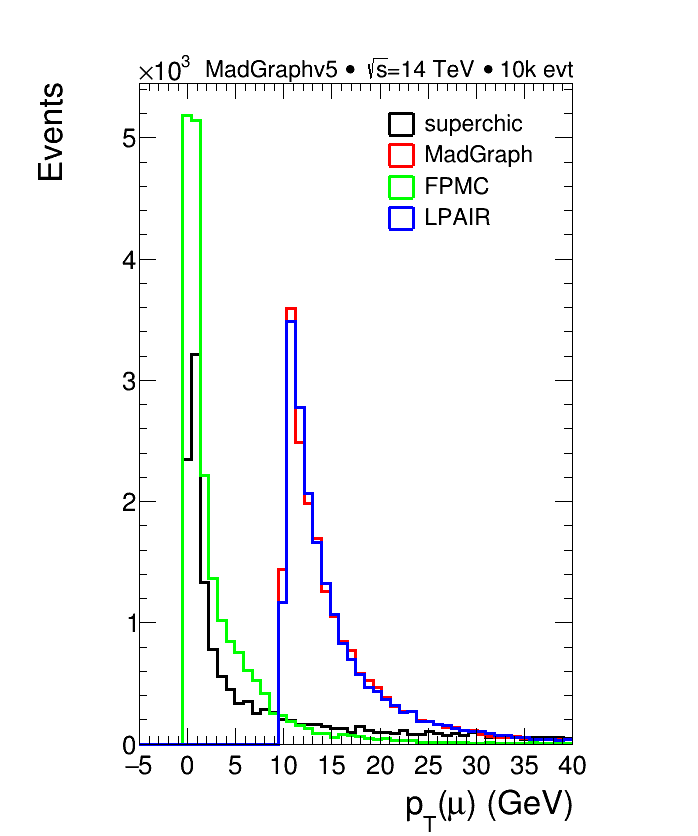 ×10³ MadGraphv5 • √s=14 TeV • 10k evt
Events
superchic
MadGraph
FPMC
LPAIR
5
4
3
2
1
0
−5 0 5 10 15 20 25 30 35 40
p_T(μ) (GeV)